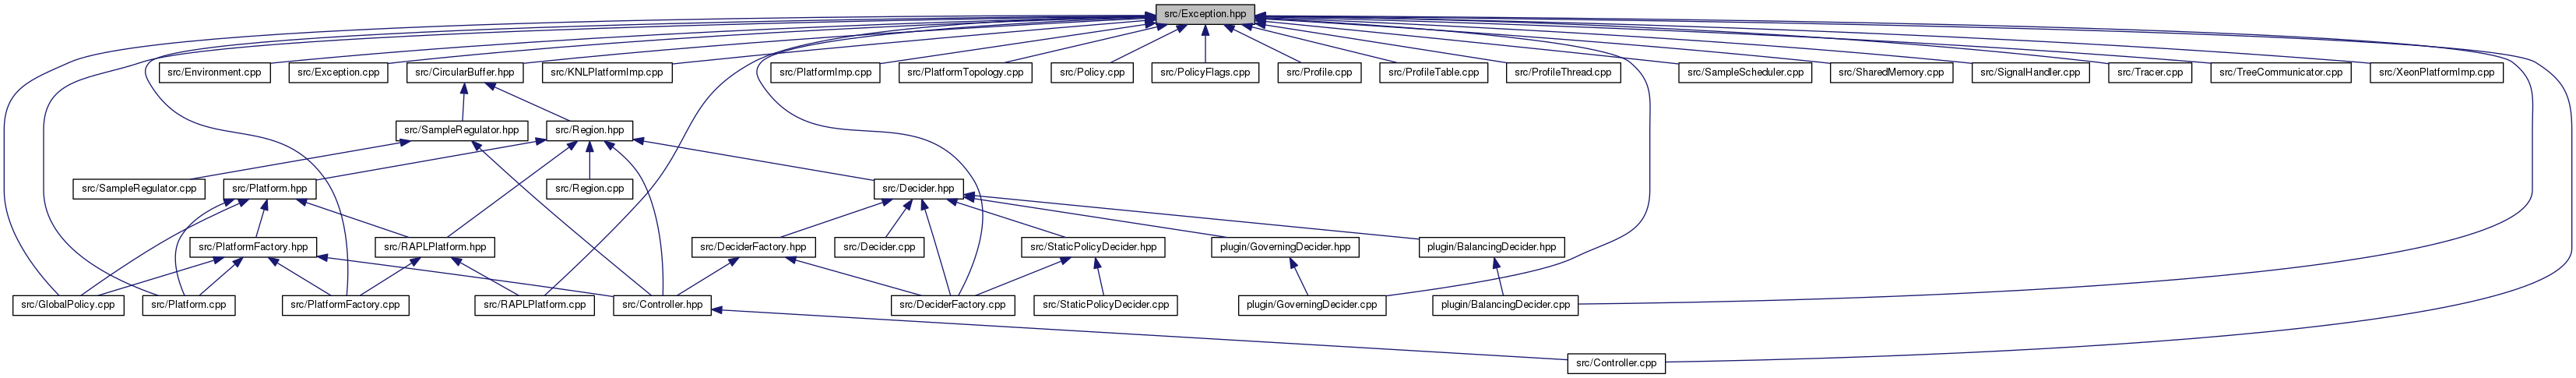 src/Exception.hpp
src/Environment.cpp
src/Exception.cpp
src/CircularBuffer.hpp
src/KNLPlatformImp.cpp
src/PlatformImp.cpp
src/PlatformTopology.cpp
src/Policy.cpp
src/PolicyFlags.cpp
src/Profile.cpp
src/ProfileTable.cpp
src/ProfileThread.cpp
src/SampleScheduler.cpp
src/SharedMemory.cpp
src/SignalHandler.cpp
src/Tracer.cpp
src/TreeCommunicator.cpp
src/XeonPlatformImp.cpp
src/SampleRegulator.hpp
src/Region.hpp
src/SampleRegulator.cpp
src/Platform.hpp
src/Region.cpp
src/Decider.hpp
src/PlatformFactory.hpp
src/RAPLPlatform.hpp
src/DeciderFactory.hpp
src/Decider.cpp
src/StaticPolicyDecider.hpp
plugin/GoverningDecider.hpp
plugin/BalancingDecider.hpp
src/GlobalPolicy.cpp
src/Platform.cpp
src/PlatformFactory.cpp
src/RAPLPlatform.cpp
src/Controller.hpp
src/DeciderFactory.cpp
src/StaticPolicyDecider.cpp
plugin/GoverningDecider.cpp
plugin/BalancingDecider.cpp
src/Controller.cpp